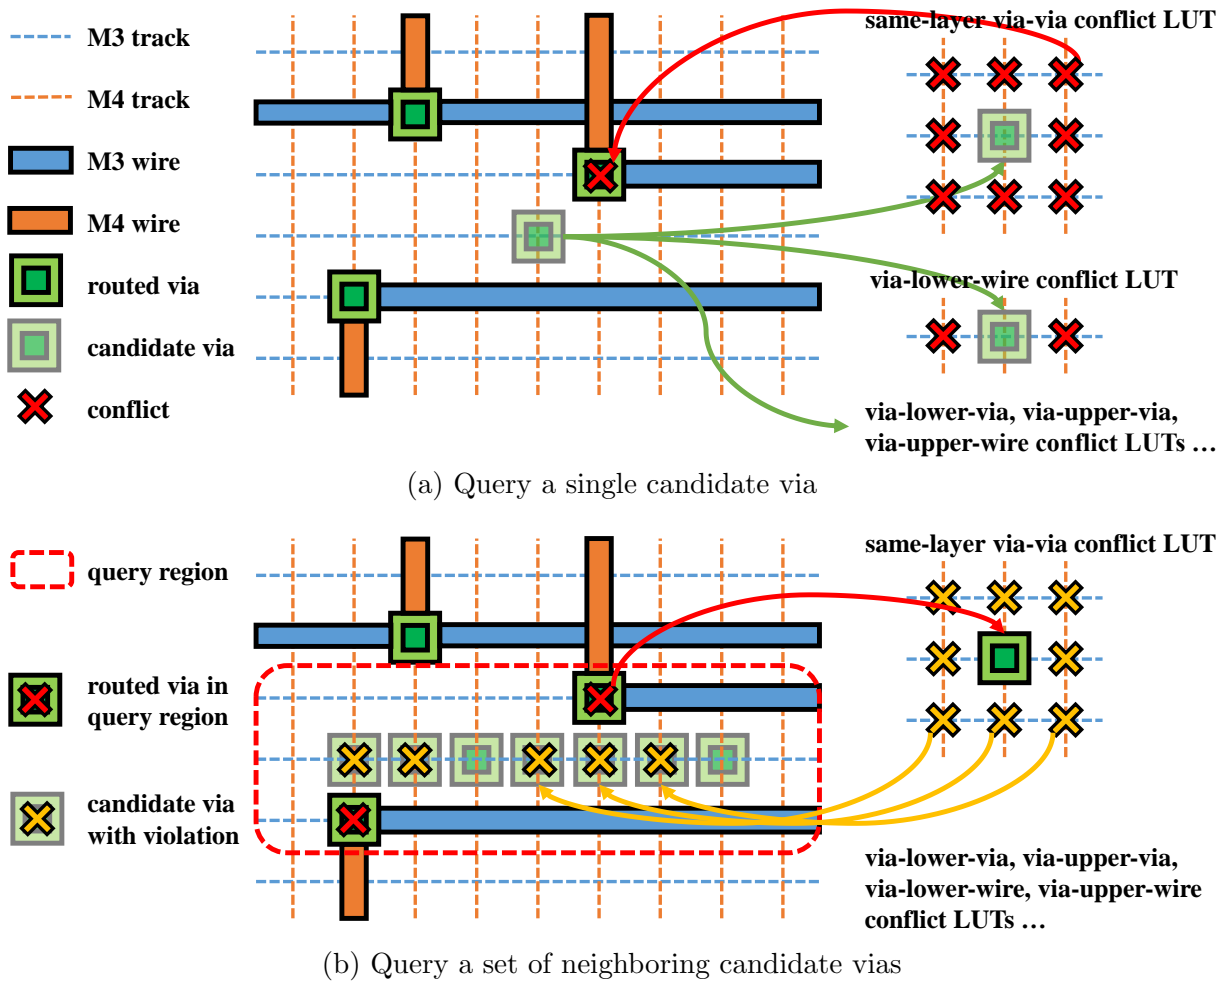 M3 track
M4 track
M3 wire
M4 wire
routed via
candidate via
conflict
same-layer via-via conflict LUT
via-lower-wire conflict LUT
via-lower-via, via-upper-via,
via-upper-wire conflict LUTs ...
(a) Query a single candidate via
query region
routed via in
query region
candidate via
with violation
same-layer via-via conflict LUT
via-lower-via, via-upper-via,
via-lower-wire, via-upper-wire
conflict LUTs ...
(b) Query a set of neighboring candidate vias